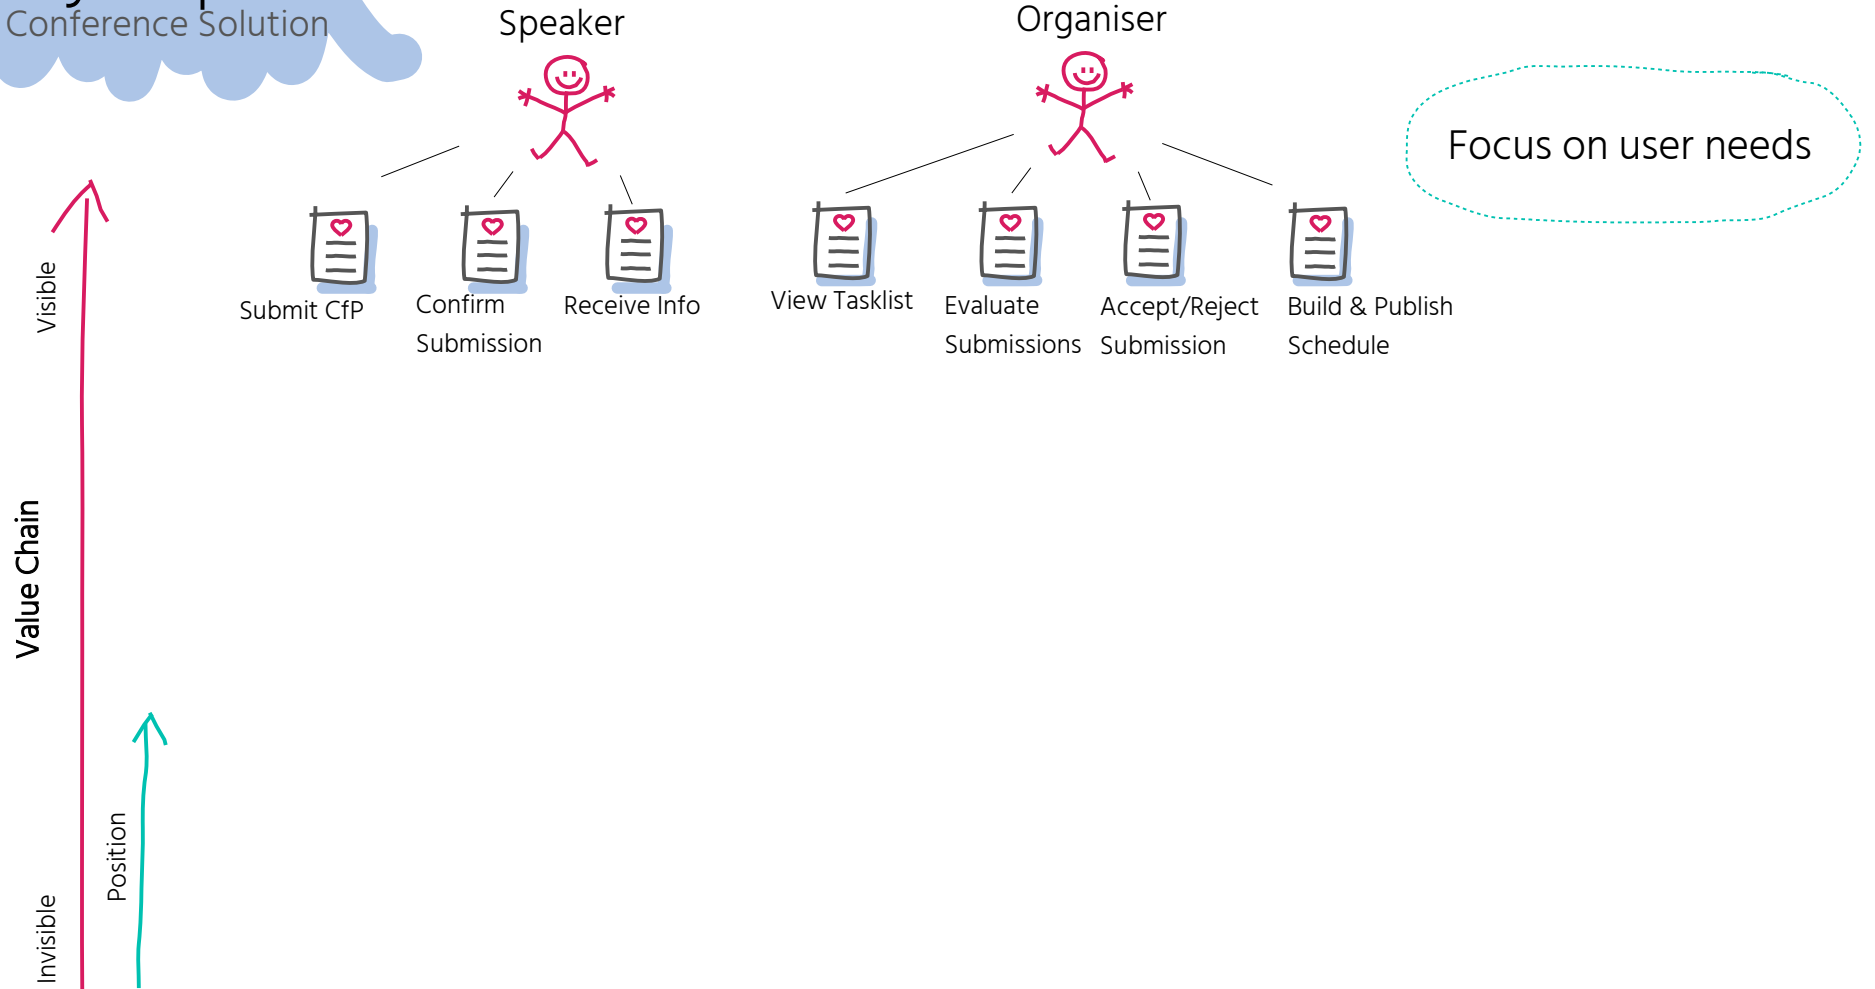 Conference Solution
Speaker
Organiser
Focus on user needs
Submit CfP
Confirm
Submission
Receive Info
View Tasklist
Evaluate
Submissions
Accept/Reject
Submission
Build & Publish
Schedule
Visible
Value Chain
Position
Invisible